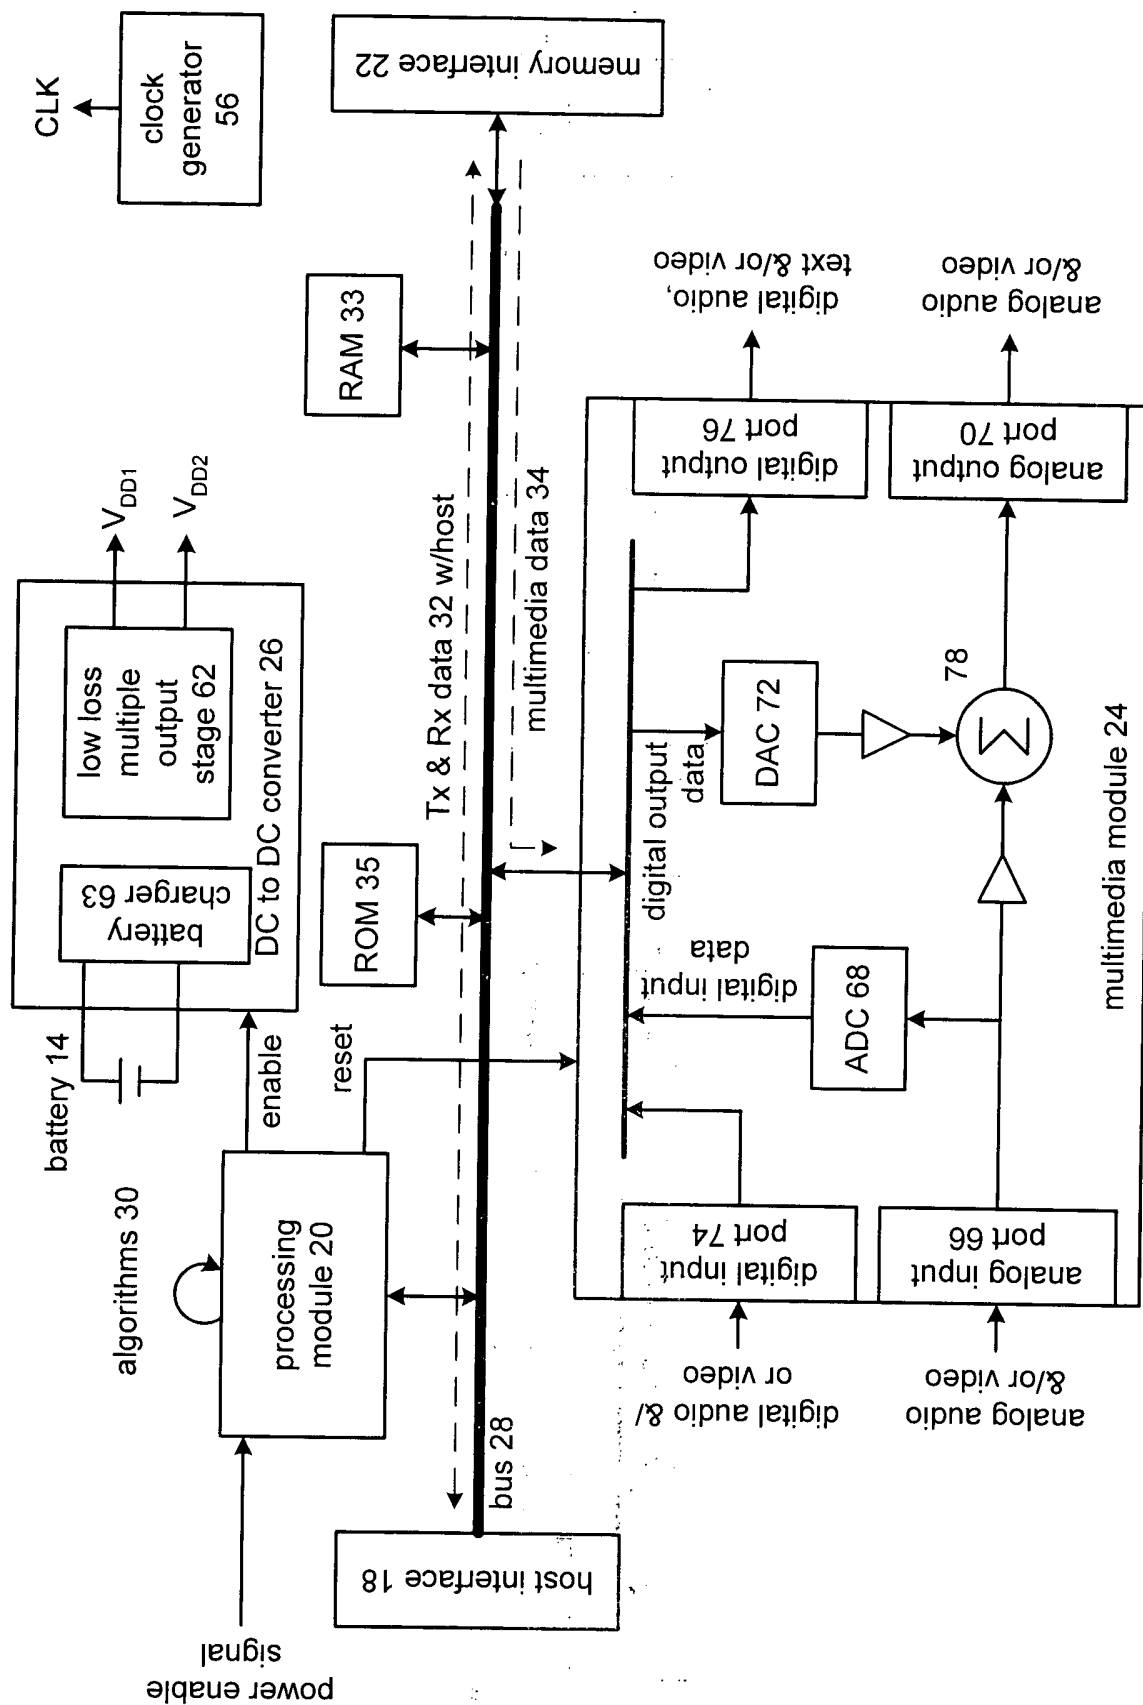 power enable
signal
algorithms 30
processing
module 20
enable
reset
battery 14
battery
charger 63
low loss
multiple
output
stage 62
DC to DC converter 26
VDD1
VDD2
CLK
clock
generator
56
ROM 35
RAM 33
host interface 18
bus 28
Tx & Rx data 32 w/host
multimedia data 34
memory interface 22
digital audio &/
or video
digital input
port 74
digital input
data
digital output
data
digital output
port 76
digital audio,
text &/or video
ADC 68
DAC 72
78
Σ
analog audio
&/or video
analog input
port 66
analog output
port 70
analog audio
&/or video
multimedia module 24